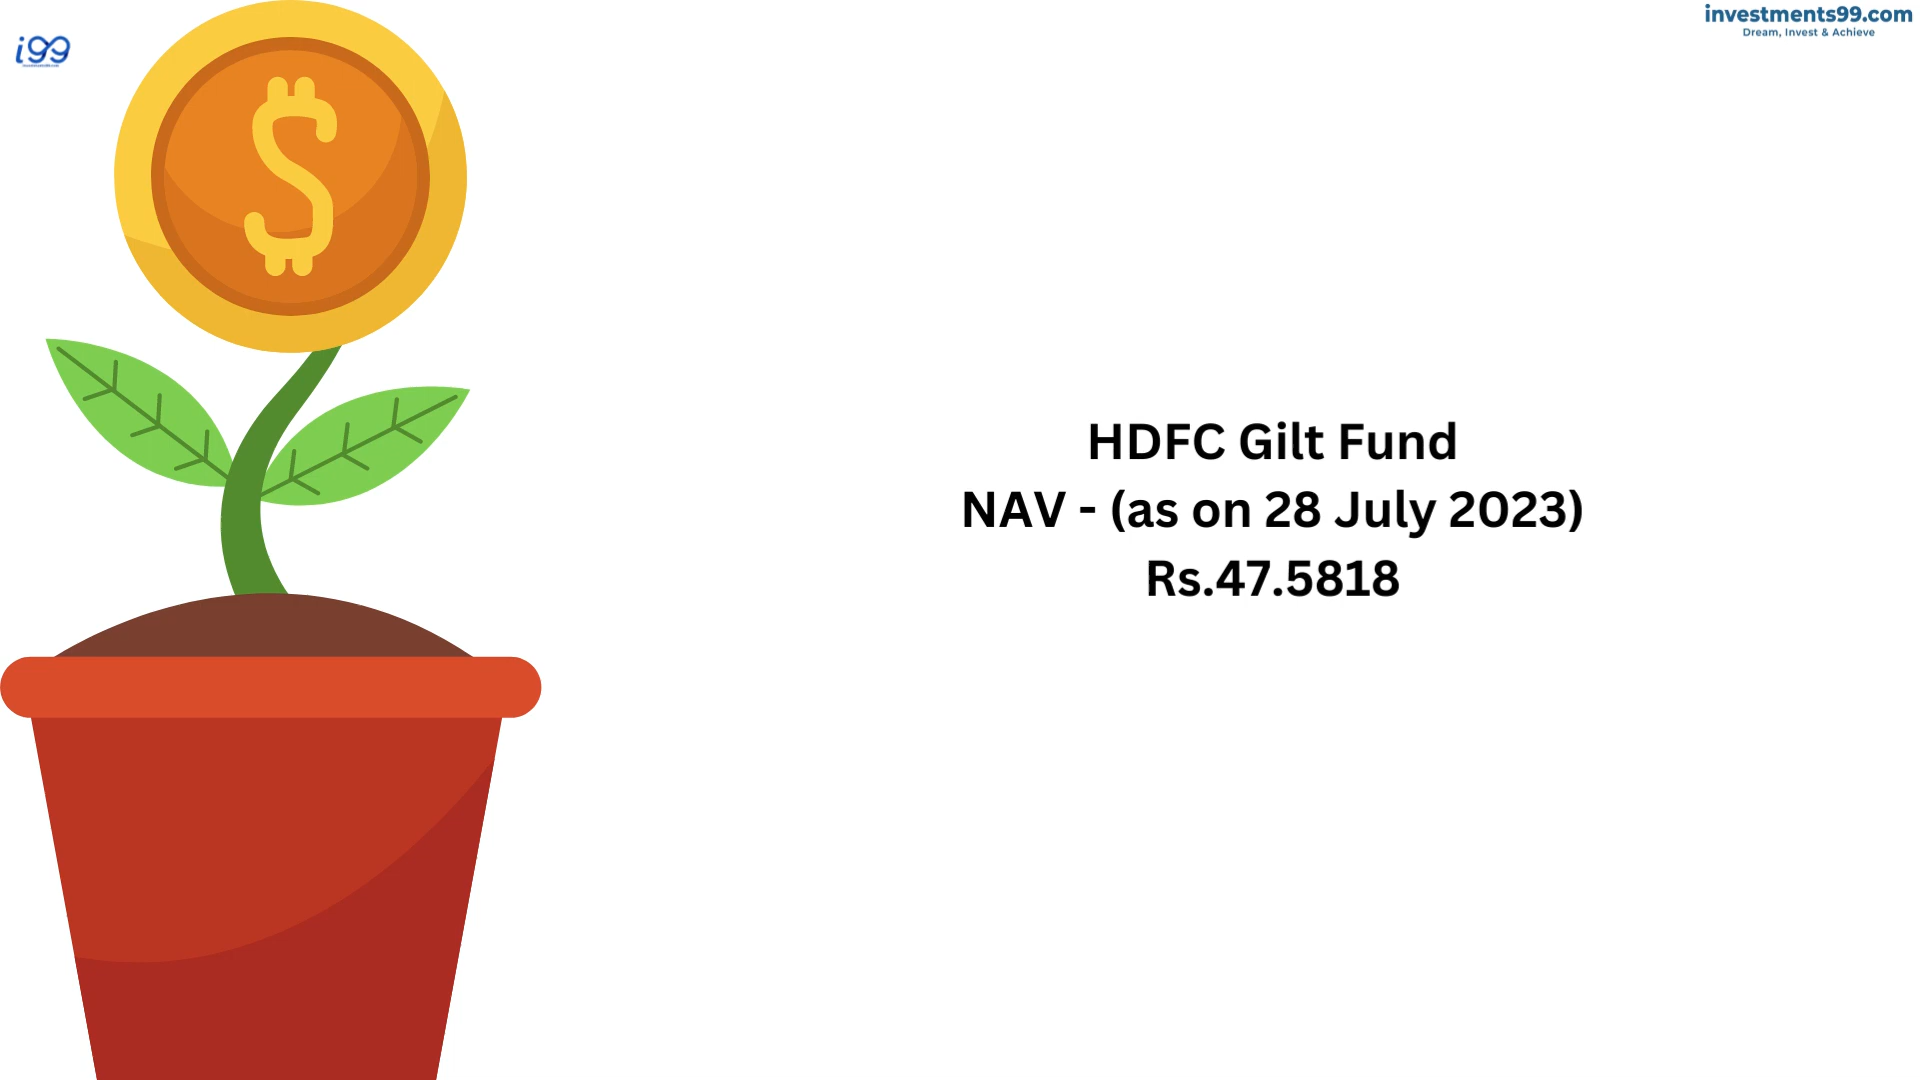 i99
investments99.com
Dream, Invest & Achieve
HDFC Gilt Fund
NAV - (as on 28 July 2023)
Rs.47.5818